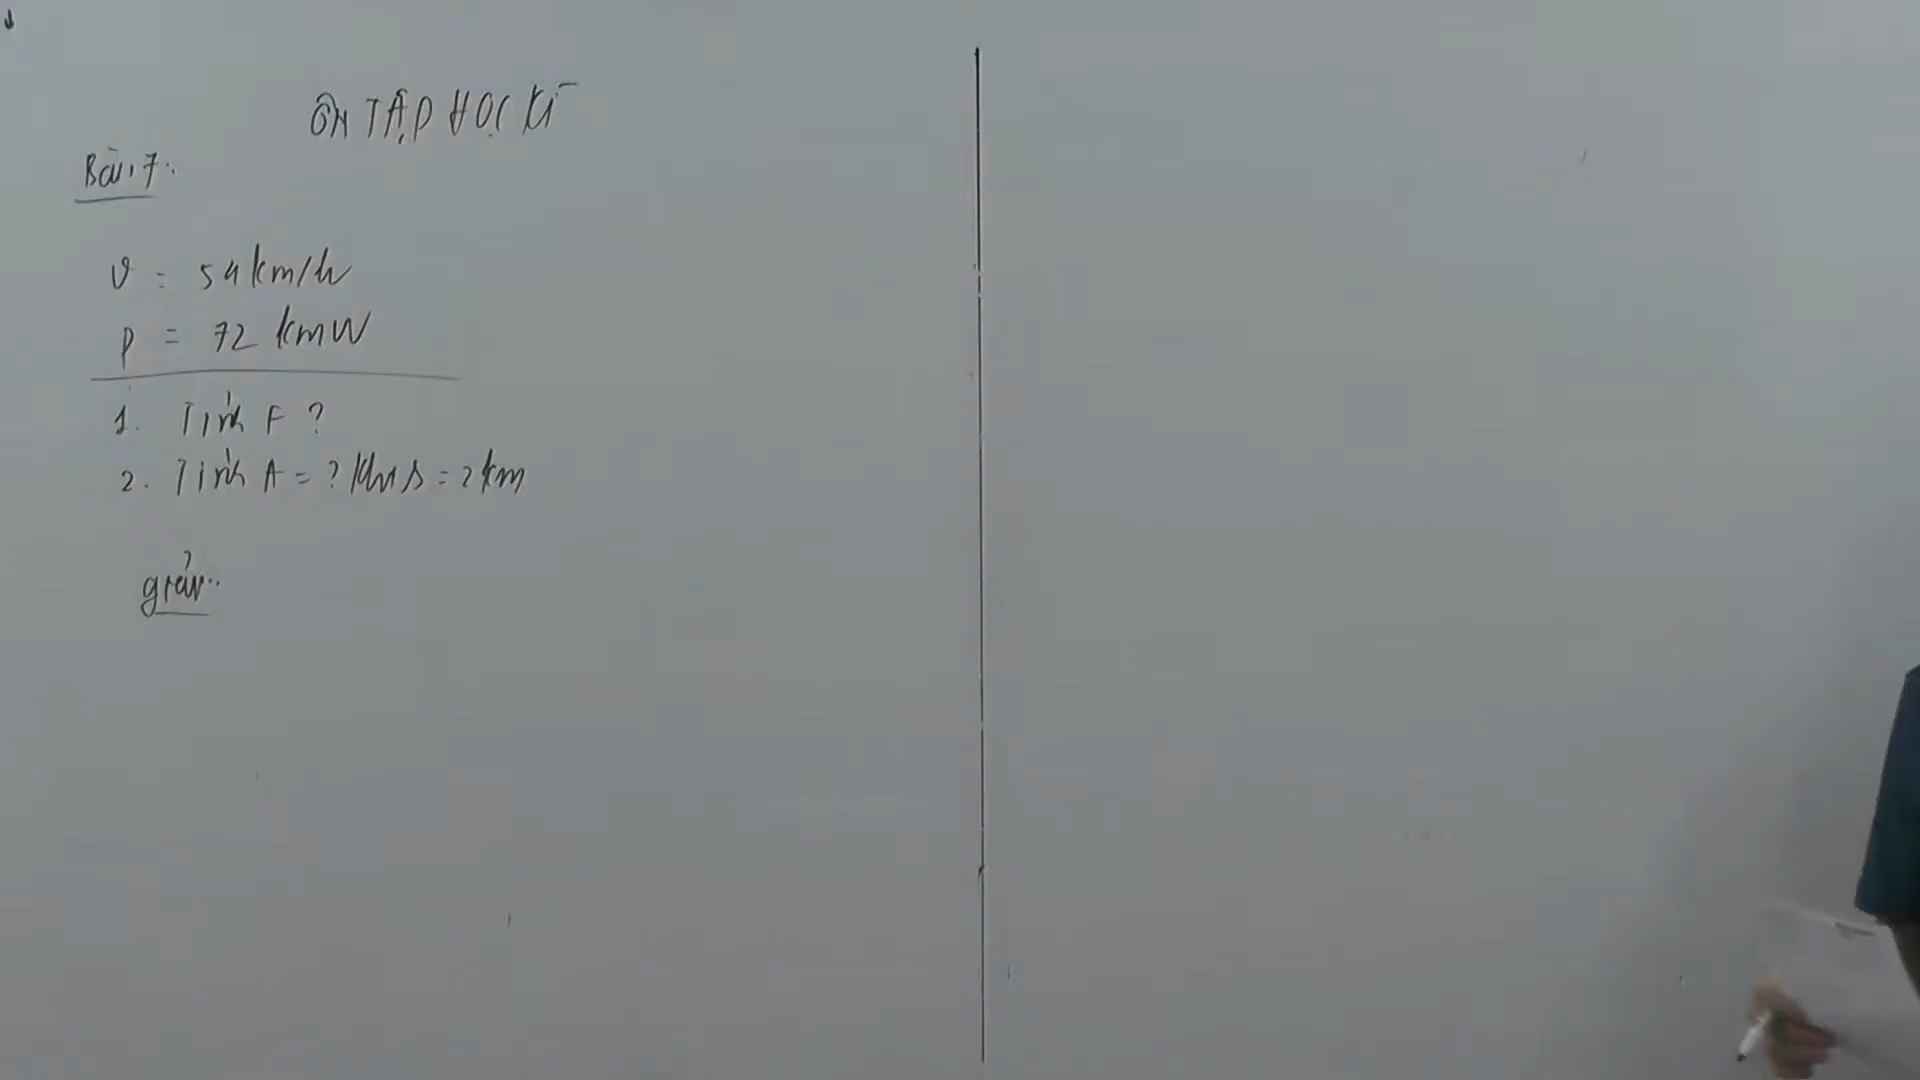 ÔN TẬP HỌC KÌ
Bài 7:
v = 54km/h
P = 72 kmW
1. Tính F ?
2. Tính A = ? Khi s = 2km
giải: